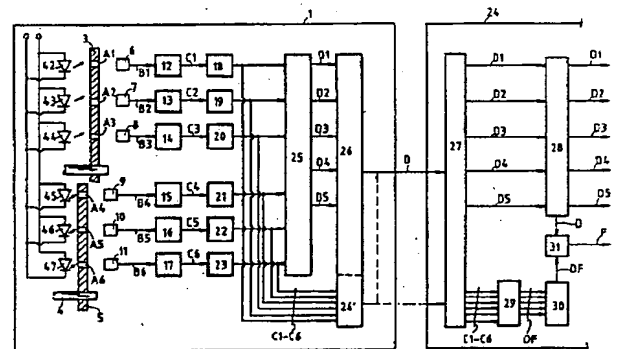 1
24
3
42
A1
6
B1
12
C1
18
D1
D1
D1
43
A2
7
B2
13
C2
19
25
D2
26
27
D2
28
D2
44
A3
8
B3
14
C3
20
D3
D3
D3
D
45
A4
9
B4
15
C4
21
D4
D4
D4
46
A5
10
B5
16
C5
22
D5
D5
D5
47
A6
11
B6
17
C6
23
D
31
F
DF
4
5
26'
29
30
C1-C6
C1-C6
DF